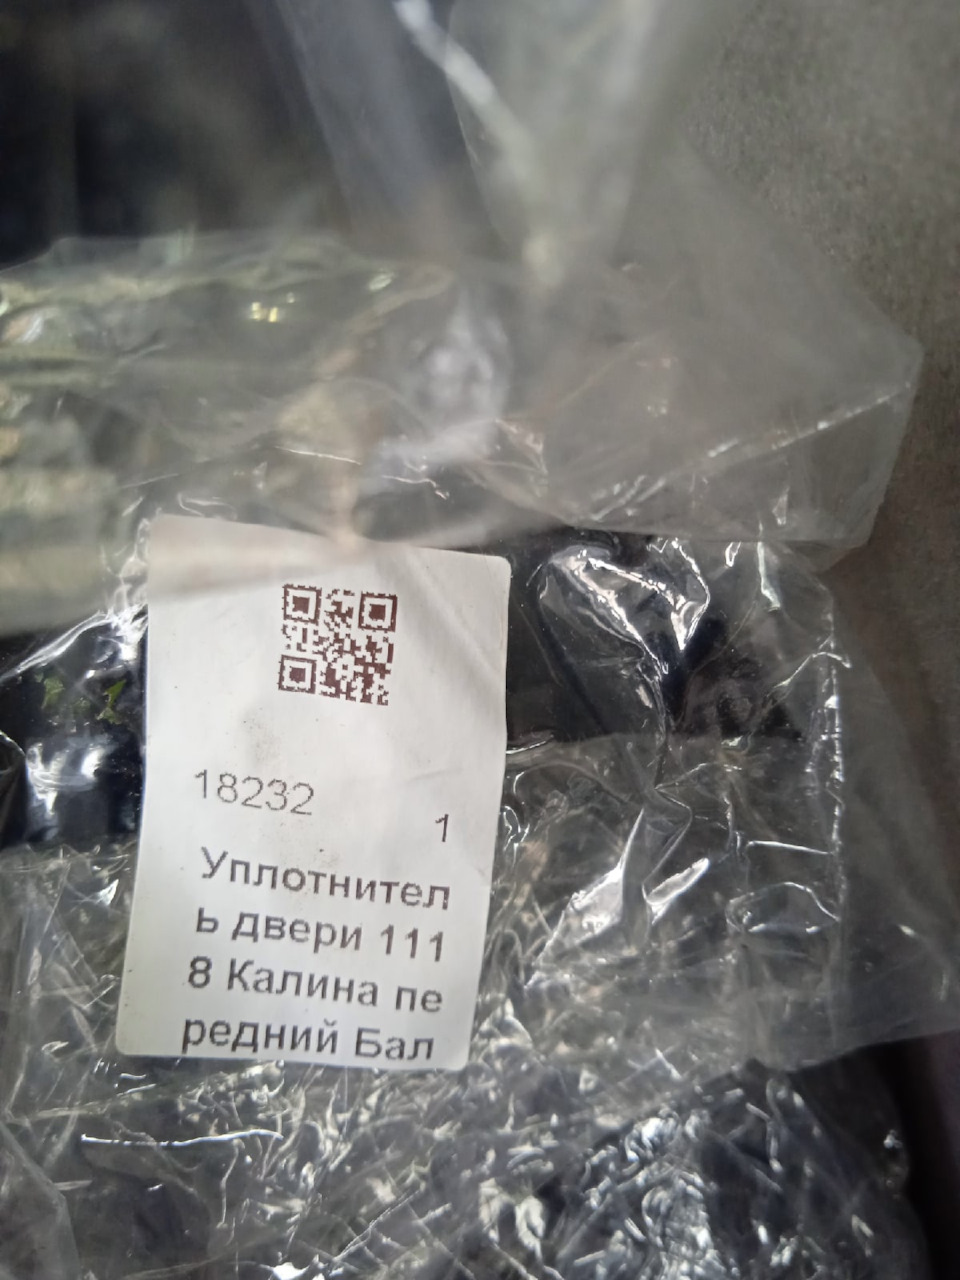 18232
1
Уплотнител
ь двери 111
8 Калина пе
редний Бал